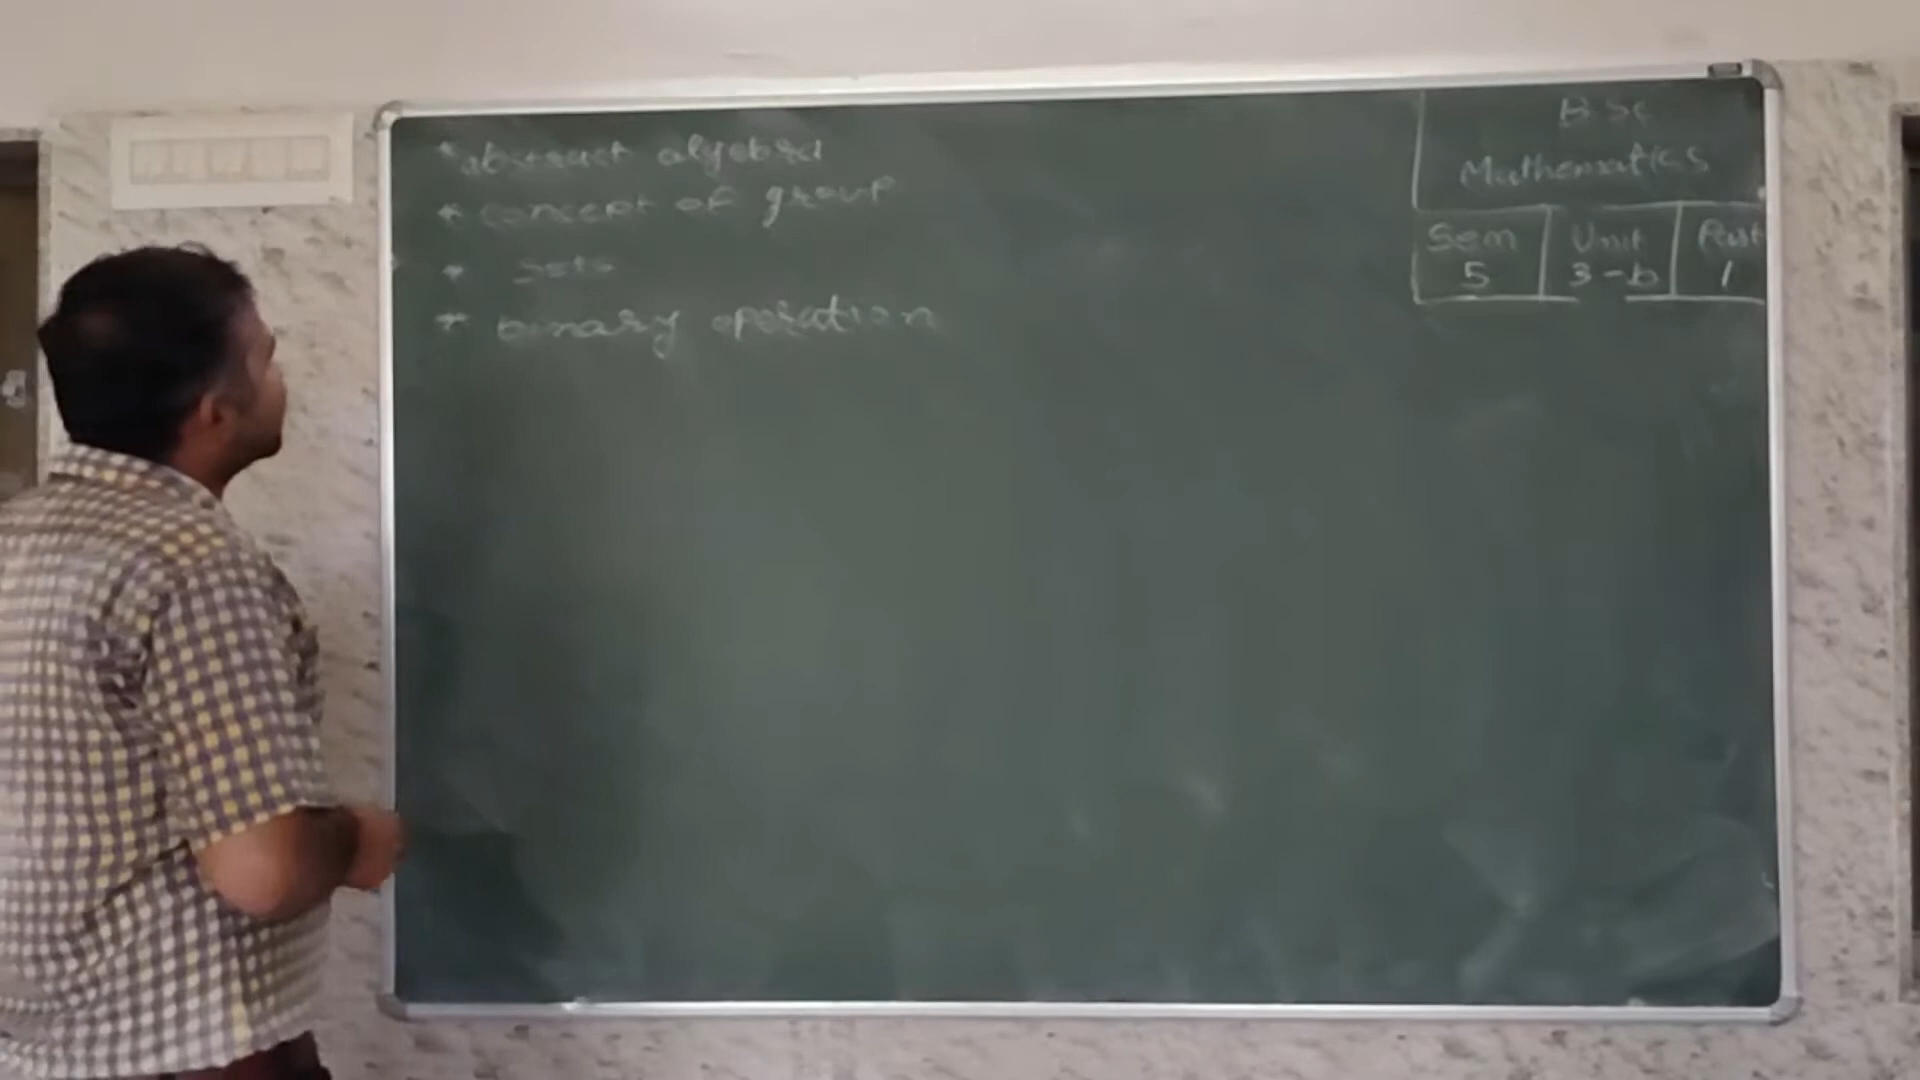 * abstract algebra
* concept of group
* sets
* binary operation
B.Sc
Mathematics
Sem Unit Part
5 3-b 1